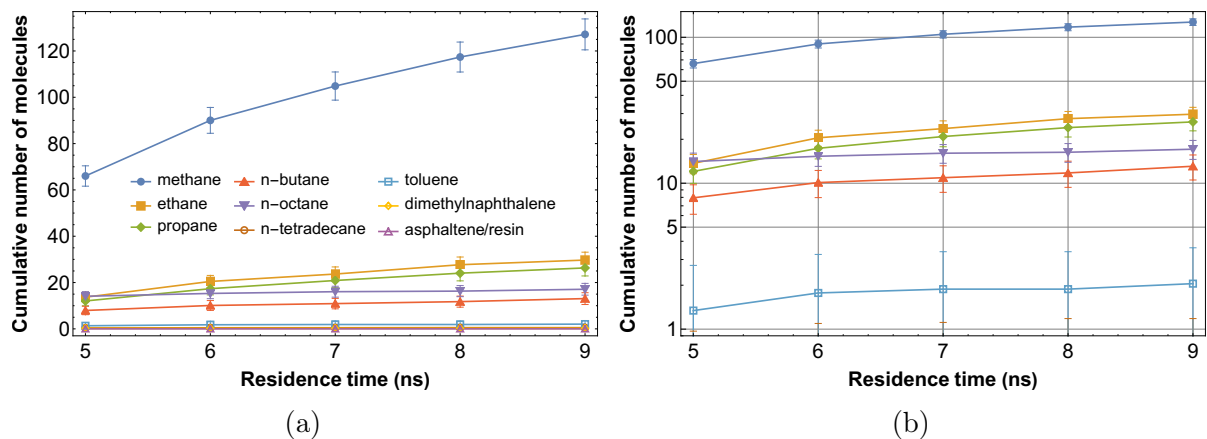 Cumulative number of molecules
120
100
80
60
40
20
0
methane
n-butane
toluene
ethane
n-octane
dimethylnaphthalene
propane
n-tetradecane
asphaltene/resin
5 6 7 8 9
Residence time (ns)
(a)
Cumulative number of molecules
100
50
10
5
1
5 6 7 8 9
Residence time (ns)
(b)